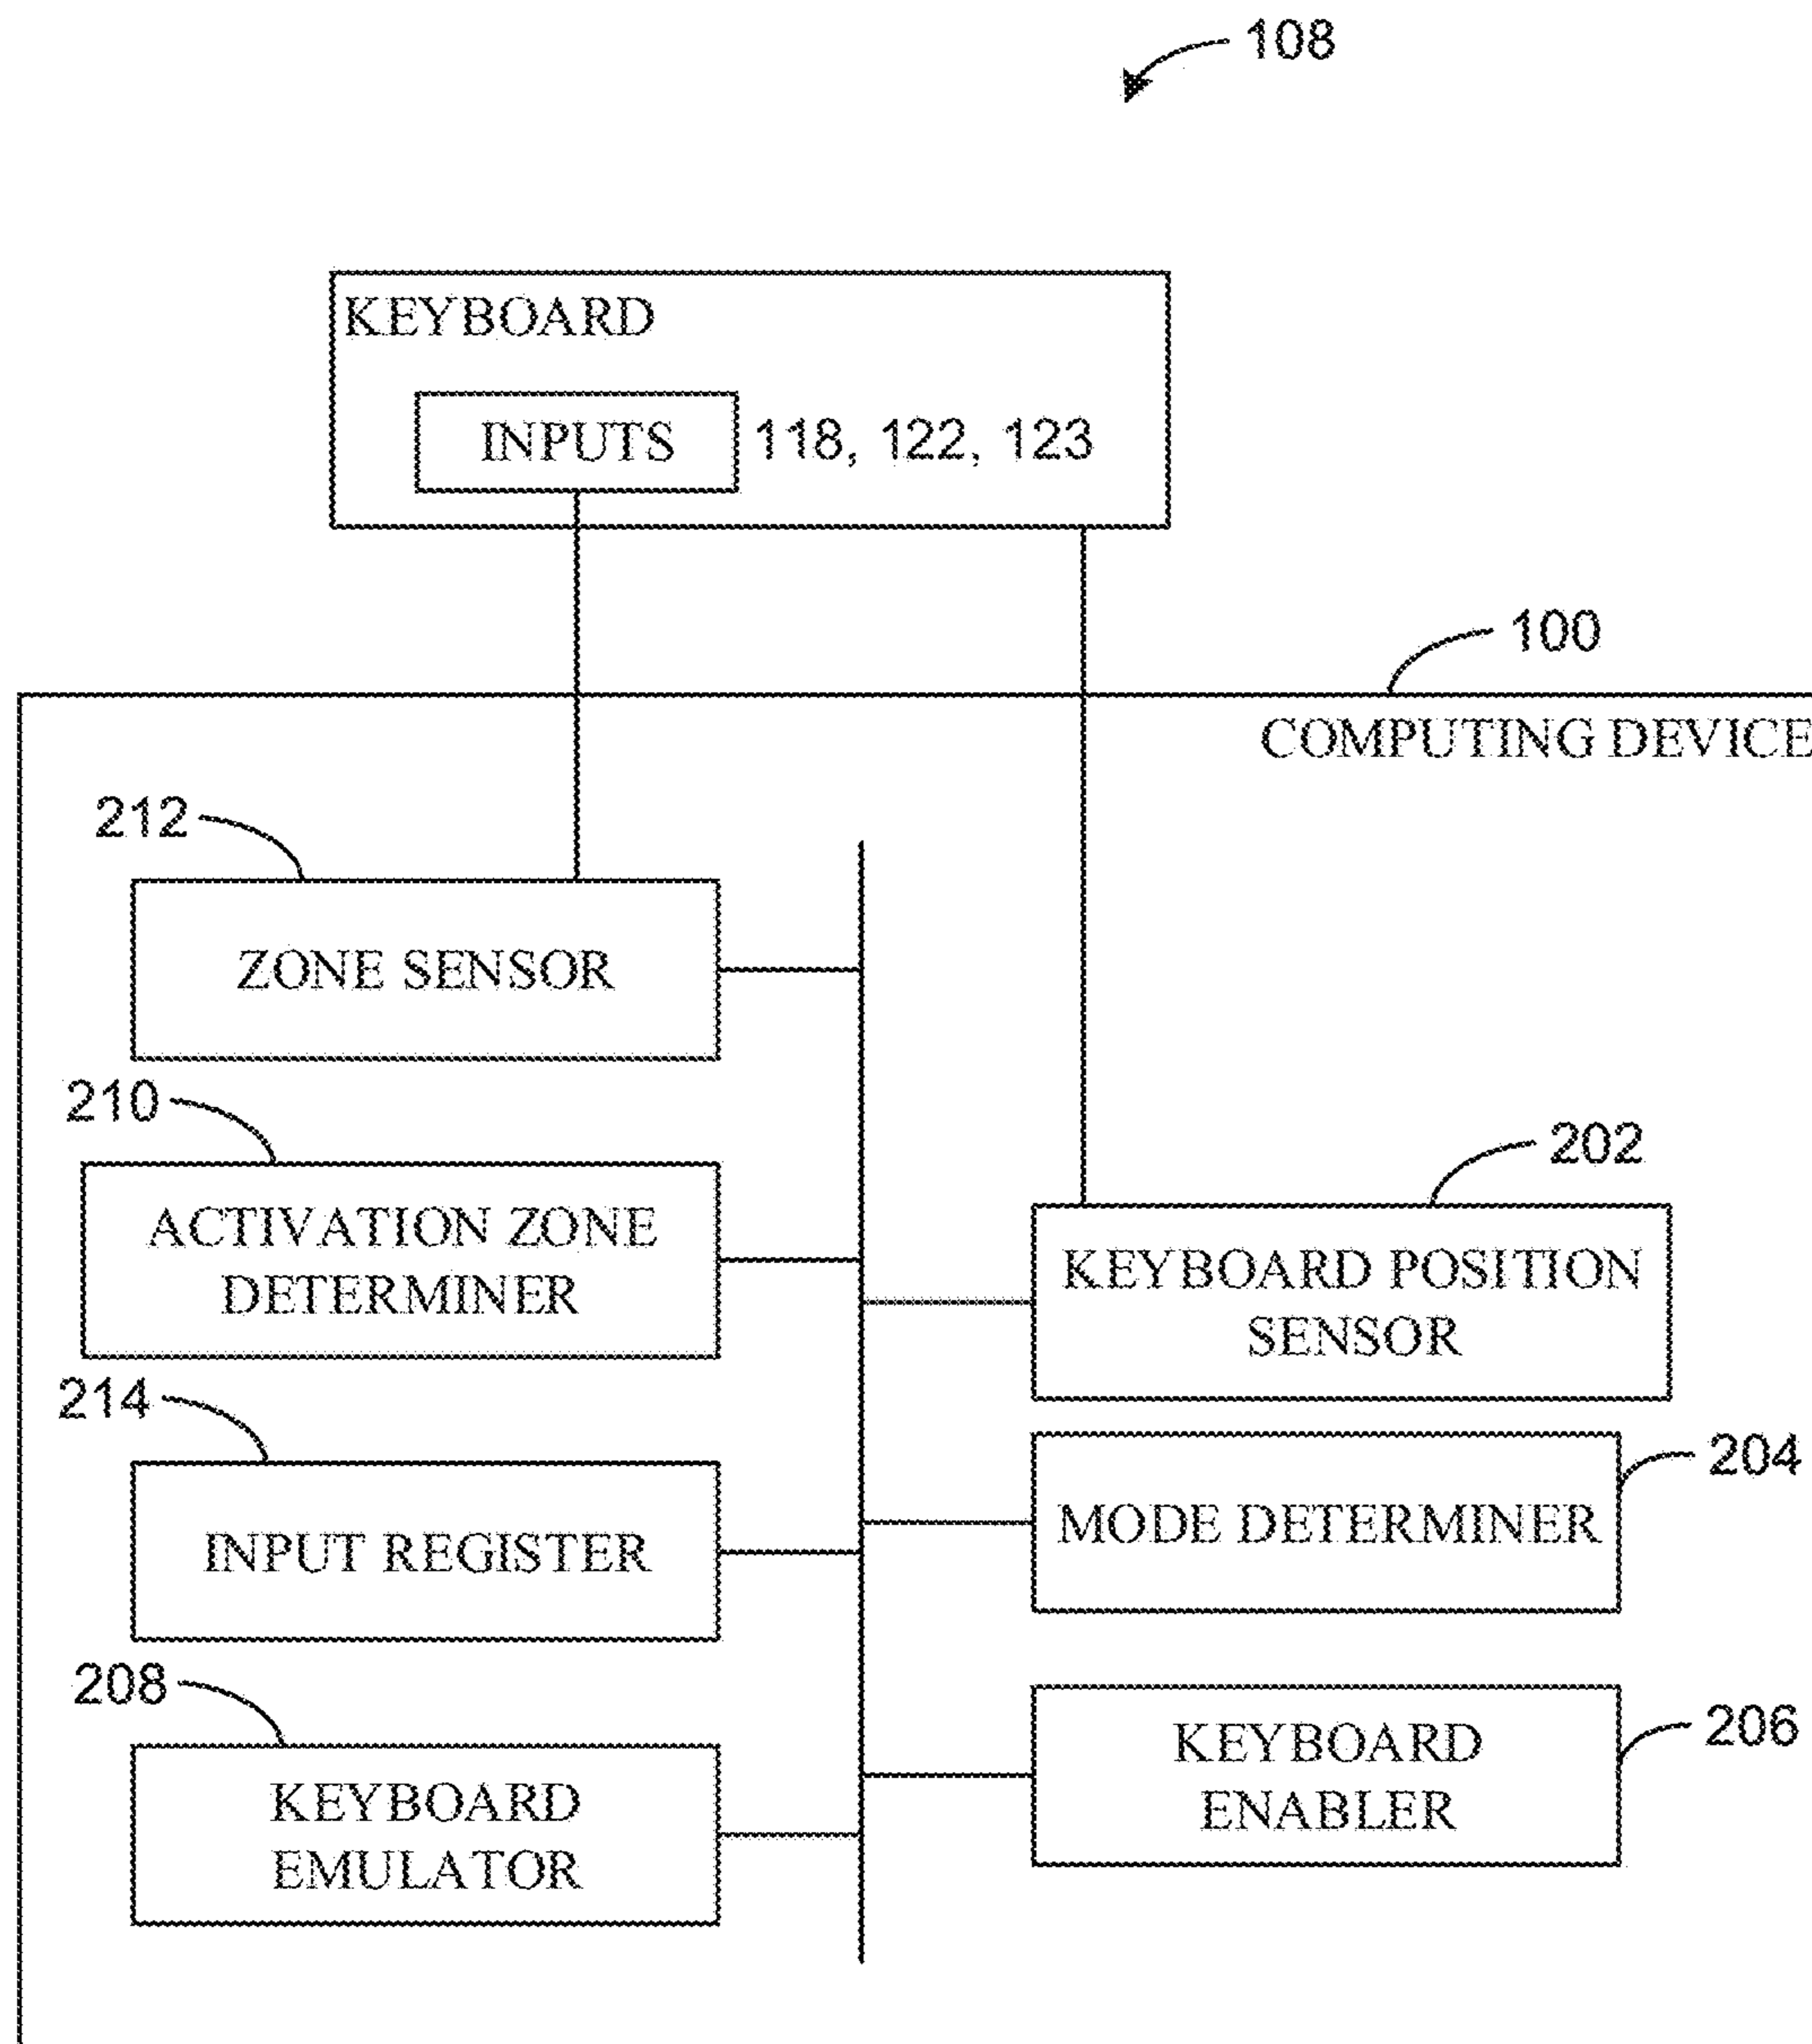 108
KEYBOARD
INPUTS 118, 122, 123
100
COMPUTING DEVICE
212
ZONE SENSOR
210
ACTIVATION ZONE
DETERMINER
202
KEYBOARD POSITION
SENSOR
214
INPUT REGISTER
204
MODE DETERMINER
208
KEYBOARD
EMULATOR
206
KEYBOARD
ENABLER